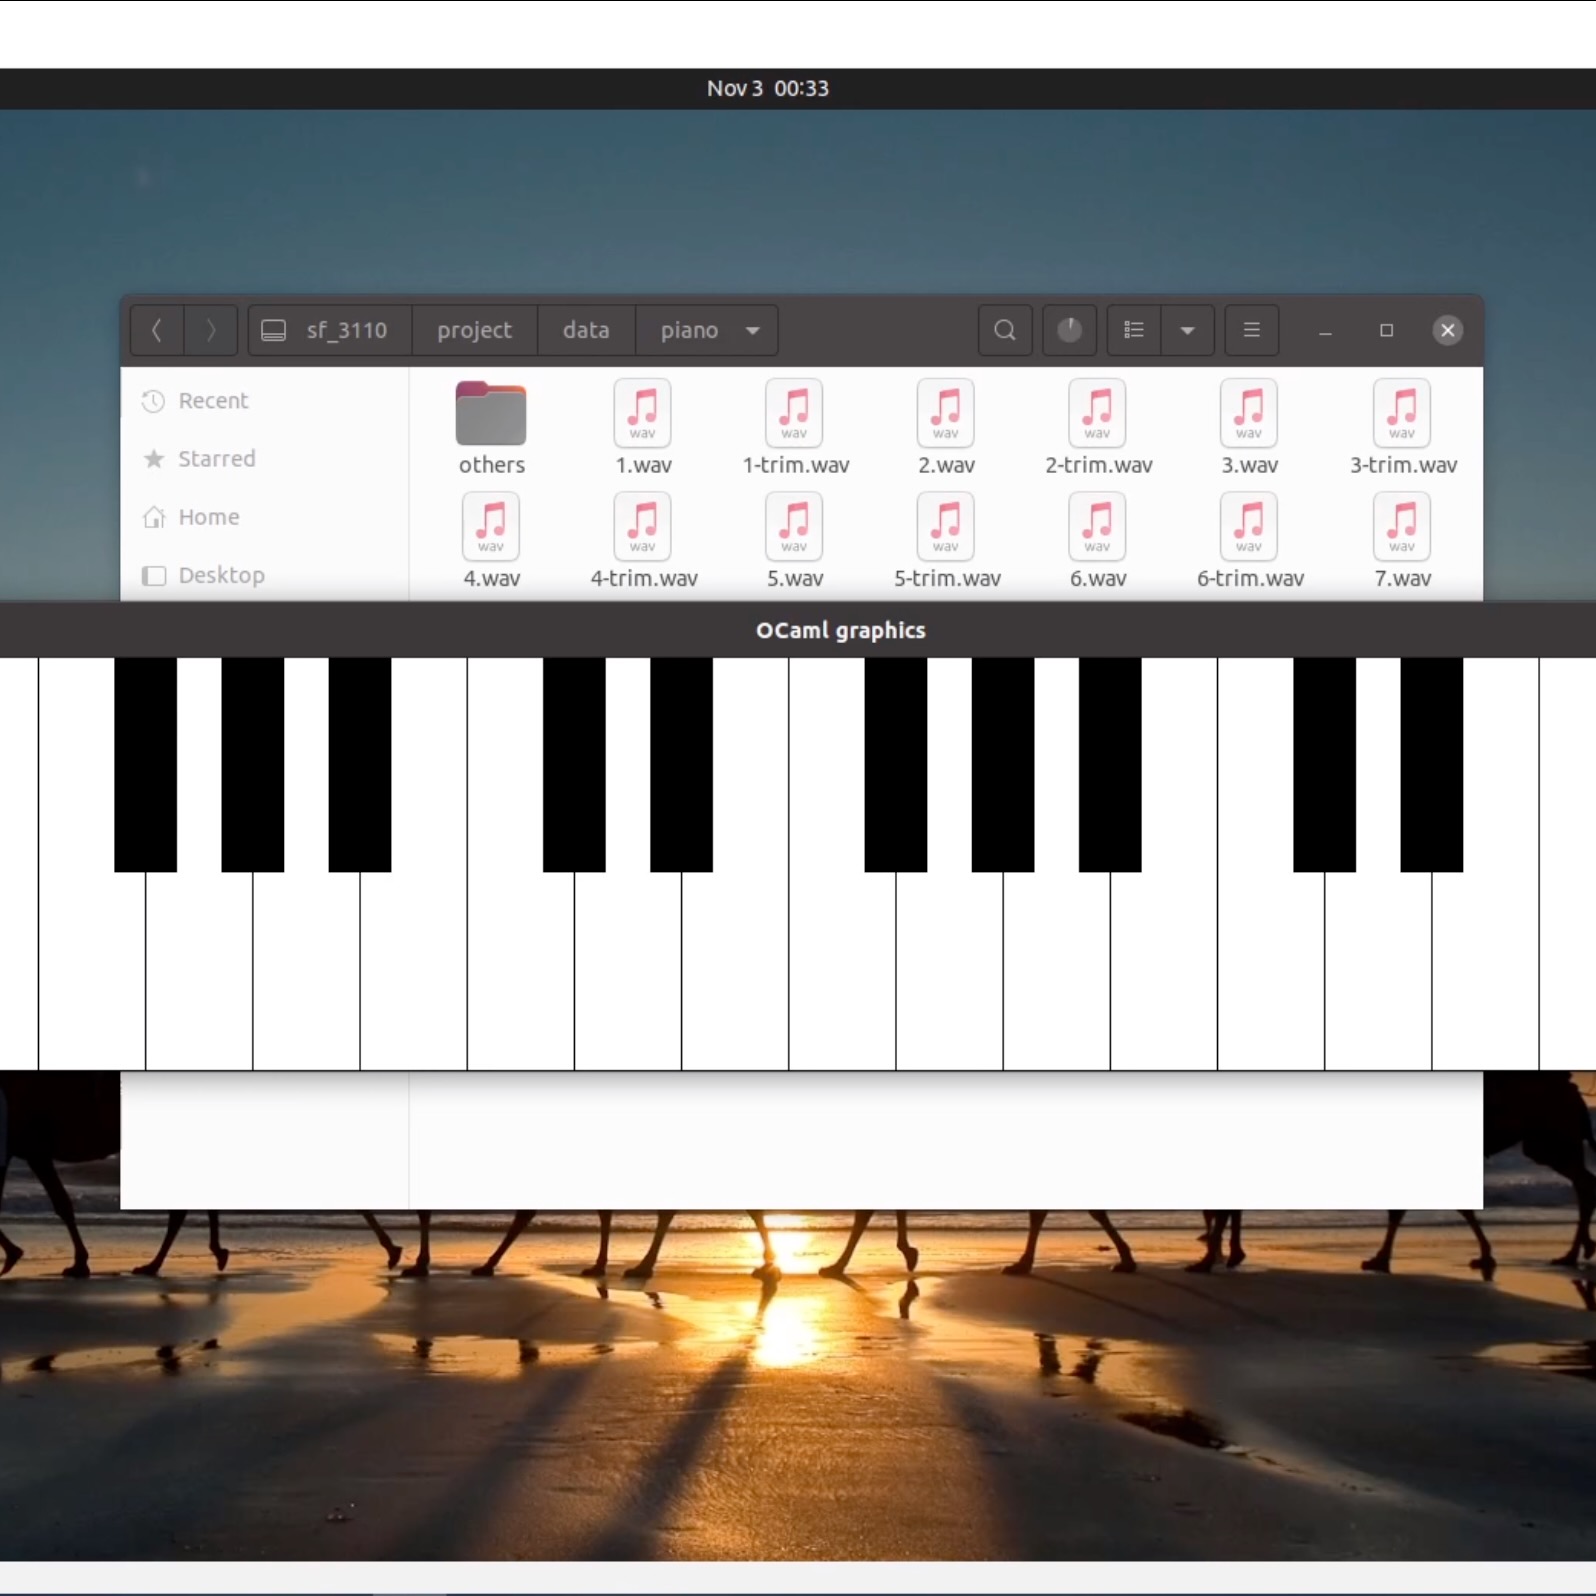 Nov 3 00:33
sf_3110 project data piano
Recent
Starred
Home
Desktop
wav wav wav wav wav wav
others 1.wav 1-trim.wav 2.wav 2-trim.wav 3.wav 3-trim.wav
wav wav wav wav wav wav wav
4.wav 4-trim.wav 5.wav 5-trim.wav 6.wav 6-trim.wav 7.wav
OCaml graphics